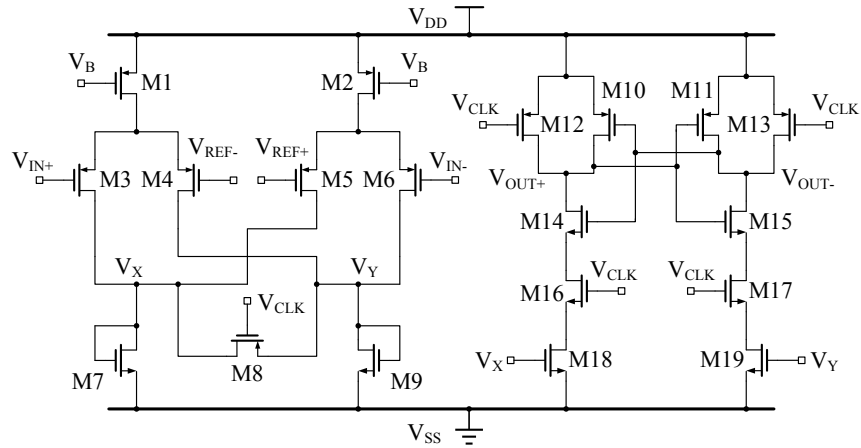 VDD
VB
M1
M2
VB
M10
M11
VCLK
M12
M13
VCLK
VIN+
M3
M4
VREF-
VREF+
M5
M6
VIN-
VOUT+
VOUT-
M14
M15
VX
VY
VCLK
M16
VCLK
VCLK
M17
M7
M8
M9
VX
M18
M19
VY
VSS